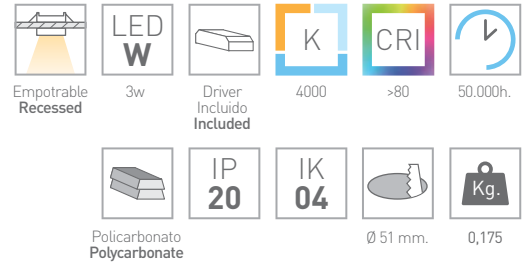 LED
W
K
CRI
Empotrable
Recessed
3w
Driver
Incluido
Included
4000
>80
50.000h.
IP
20
IK
04
Kg.
Policarbonato
Polycarbonate
Ø 51 mm.
0,175